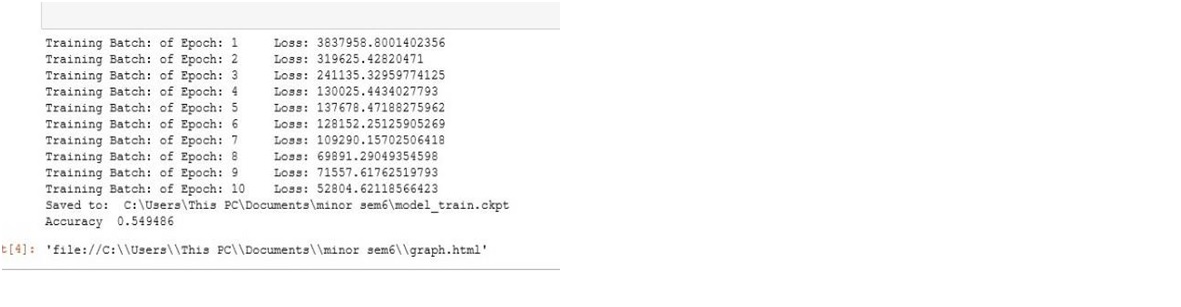 Training Batch: of Epoch: 1 Loss: 3837958.8001402356
Training Batch: of Epoch: 2 Loss: 319625.42820471
Training Batch: of Epoch: 3 Loss: 241135.32959774125
Training Batch: of Epoch: 4 Loss: 130025.4434027793
Training Batch: of Epoch: 5 Loss: 137678.47188275962
Training Batch: of Epoch: 6 Loss: 128152.25125905269
Training Batch: of Epoch: 7 Loss: 109290.15702506418
Training Batch: of Epoch: 8 Loss: 69891.29049354598
Training Batch: of Epoch: 9 Loss: 71557.61762519793
Training Batch: of Epoch: 10 Loss: 52804.62118566423
Saved to: C:\Users\This PC\Documents\minor sem6\model_train.ckpt
Accuracy 0.549486
t[4]: 'file://C:\\Users\\This PC\\Documents\\minor sem6\\graph.html'